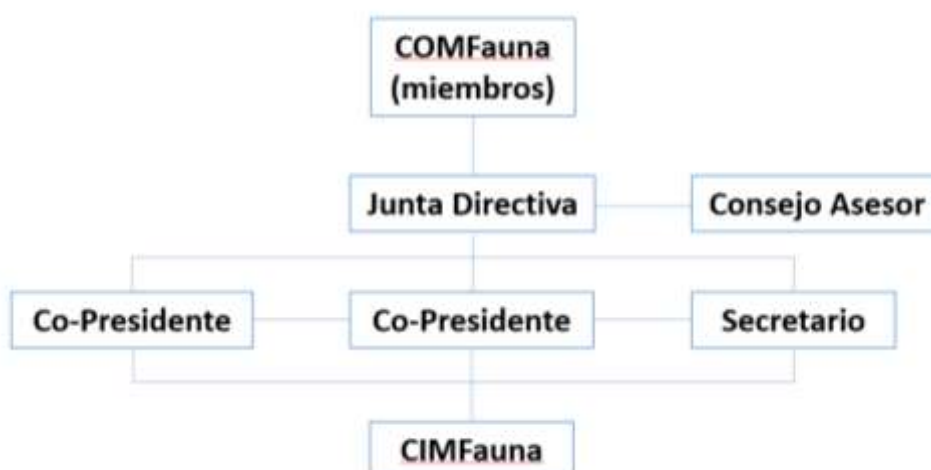 COMFauna
(miembros)
Junta Directiva
Consejo Asesor
Co-Presidente
Co-Presidente
Secretario
CIMFauna